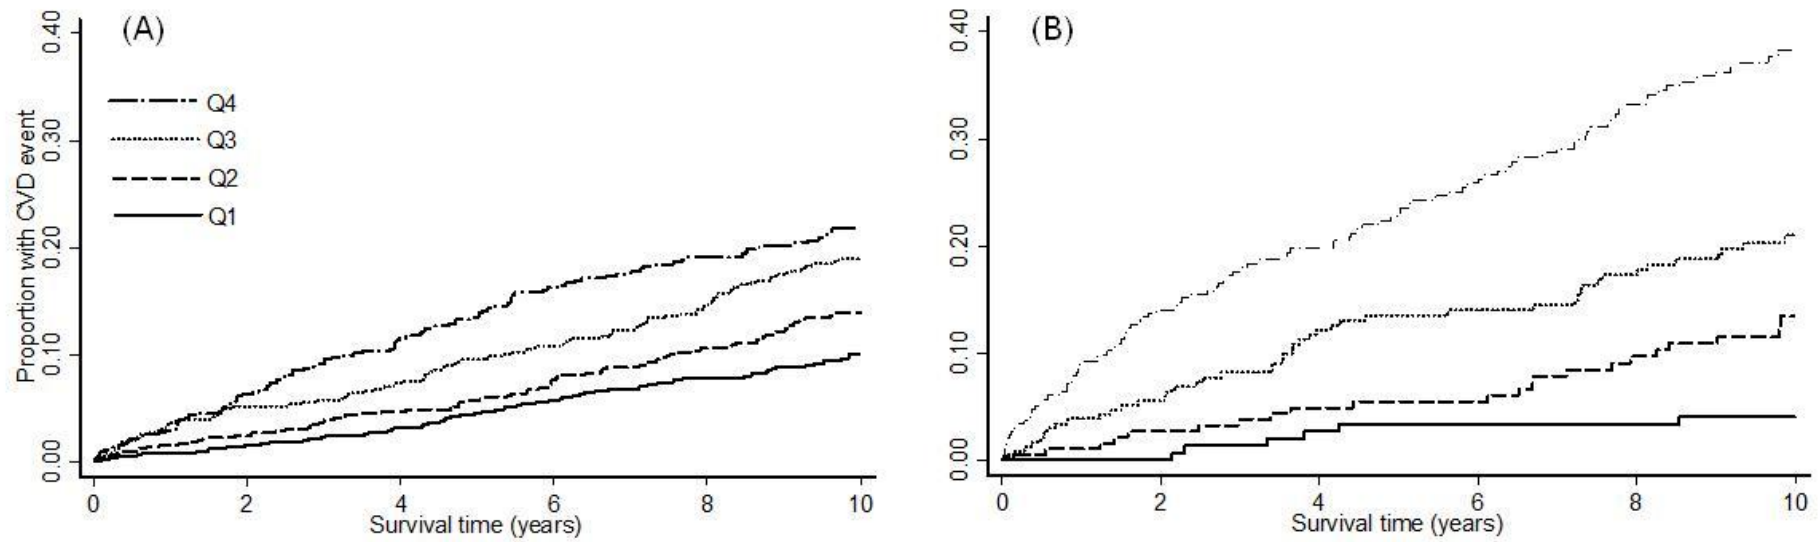 (A)
Proportion with CVD event
0.00 0.10 0.20 0.30 0.40
Q4
Q3
Q2
Q1
0 2 4 6 8 10
Survival time (years)
(B)
0.00 0.10 0.20 0.30 0.40
0 2 4 6 8 10
Survival time (years)